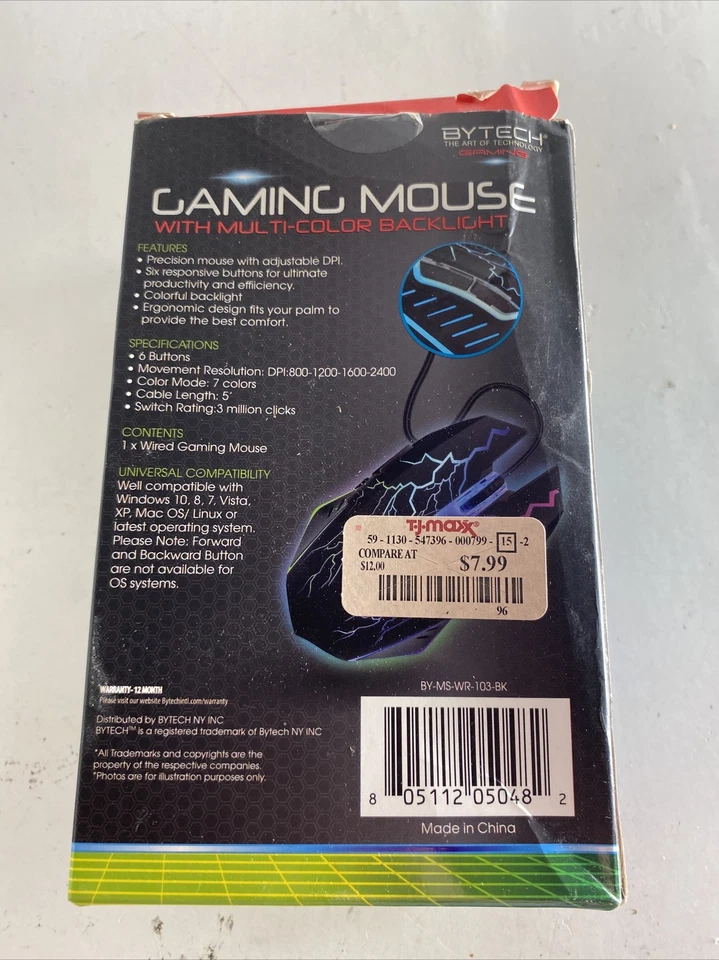 BYTECH®
THE ART OF TECHNOLOGY
GAMING
GAMING MOUSE
WITH MULTI-COLOR BACKLIGHT
FEATURES
• Precision mouse with adjustable DPI.
• Six responsive buttons for ultimate
productivity and efficiency.
• Colorful backlight
• Ergonomic design fits your palm to
provide the best comfort.
SPECIFICATIONS
• 6 Buttons
• Movement Resolution: DPI:800-1200-1600-2400
• Color Mode: 7 colors
• Cable Length: 5'
• Switch Rating:3 million clicks
CONTENTS
1 x Wired Gaming Mouse
UNIVERSAL COMPATIBILITY
Well compatible with
Windows 10, 8, 7, Vista,
XP, Mac OS/ Linux or
latest operating system.
Please Note: Forward
and Backward Button
are not available for
OS systems.
T·J·maxx®
59 - 1130 - 547396 - 000799 - 15 -2
COMPARE AT
$12.00
$7.99
96
WARRANTY- 12 MONTH
Please visit our website Bytechintl.com/warranty
Distributed by BYTECH NY INC
BYTECH™ is a registered trademark of Bytech NY INC
*All Trademarks and copyrights are the
property of the respective companies.
*Photos are for illustration purposes only.
BY-MS-WR-103-BK
8 05112 05048 2
Made in China